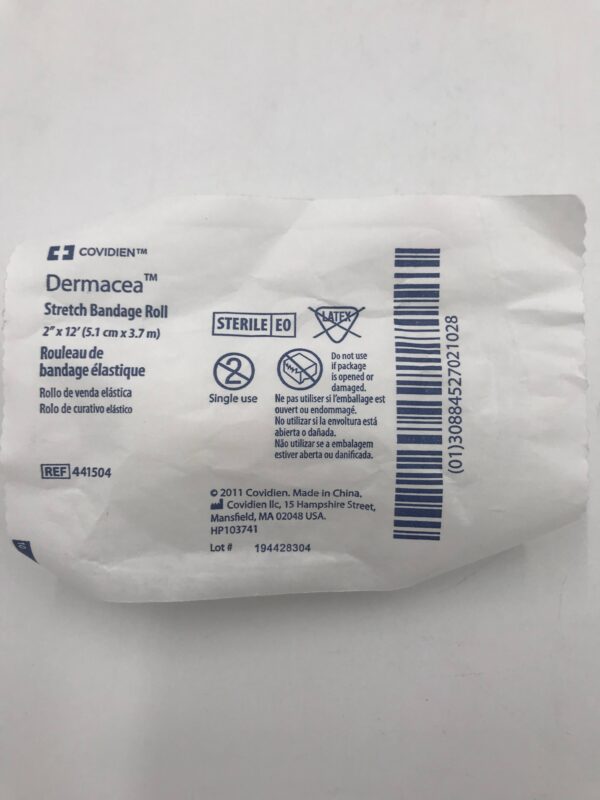 COVIDIEN™
Dermacea™
Stretch Bandage Roll
2" x 12' (5.1 cm x 3.7 m)
Rouleau de
bandage élastique
Rollo de venda elástica
Rolo de curativo elástico
REF 441504
STERILE EO
LATEX
2
Single use
Do not use
if package
is opened or
damaged.
Ne pas utiliser si l'emballage est
ouvert ou endommagé.
No utilizar si la envoltura está
abierta o dañada.
Não utilizar se a embalagem
estiver aberta ou danificada.
© 2011 Covidien. Made in China,
Covidien llc, 15 Hampshire Street,
Mansfield, MA 02048 USA.
HP103741
Lot # 194428304
(01)30884527021028